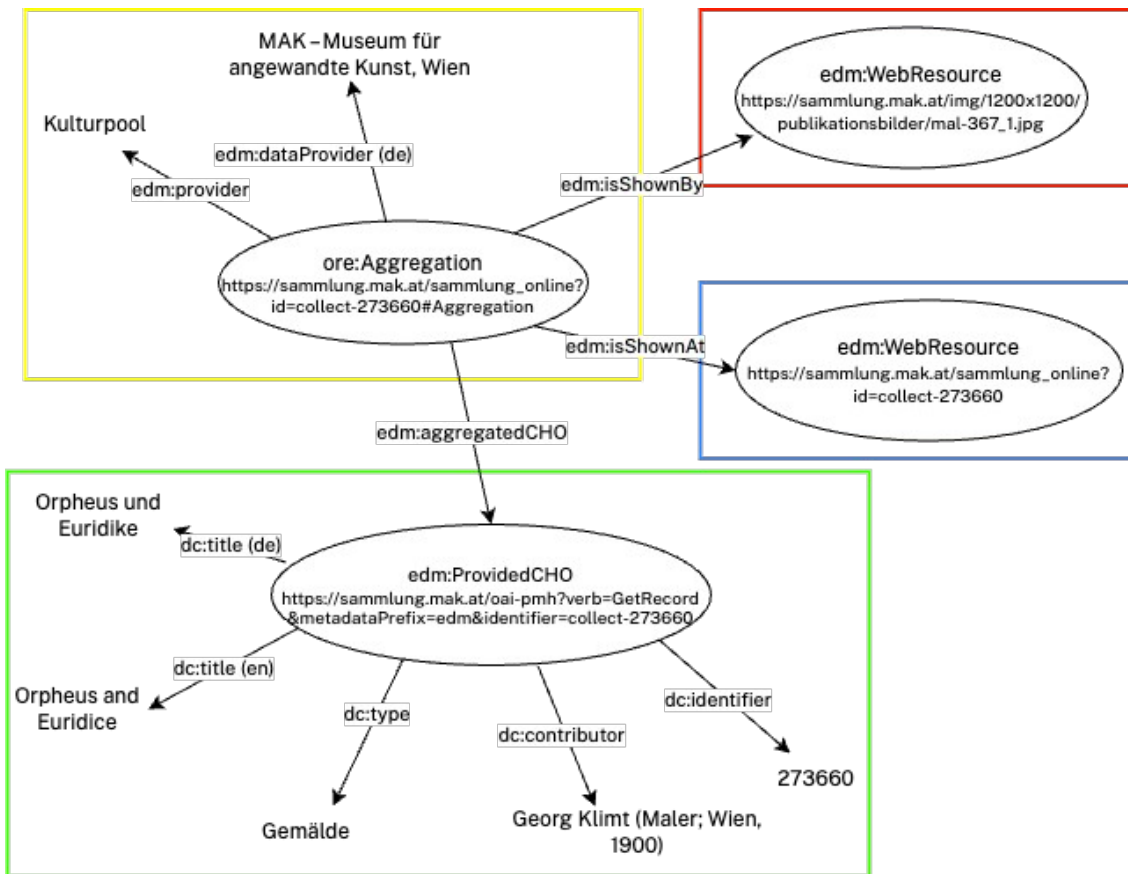 MAK – Museum für
angewandte Kunst, Wien
Kulturpool
edm:dataProvider (de)
edm:provider
ore:Aggregation
https://sammlung.mak.at/sammlung_online?
id=collect-273660#Aggregation
edm:isShownBy
edm:WebResource
https://sammlung.mak.at/img/1200x1200/
publikationsbilder/mal-367_1.jpg
edm:isShownAt
edm:WebResource
https://sammlung.mak.at/sammlung_online?
id=collect-273660
edm:aggregatedCHO
Orpheus und
Euridike
dc:title (de)
edm:ProvidedCHO
https://sammlung.mak.at/oai-pmh?verb=GetRecord
&metadataPrefix=edm&identifier=collect-273660
dc:title (en)
Orpheus and
Euridice
dc:type
Gemälde
dc:contributor
Georg Klimt (Maler; Wien,
1900)
dc:identifier
273660